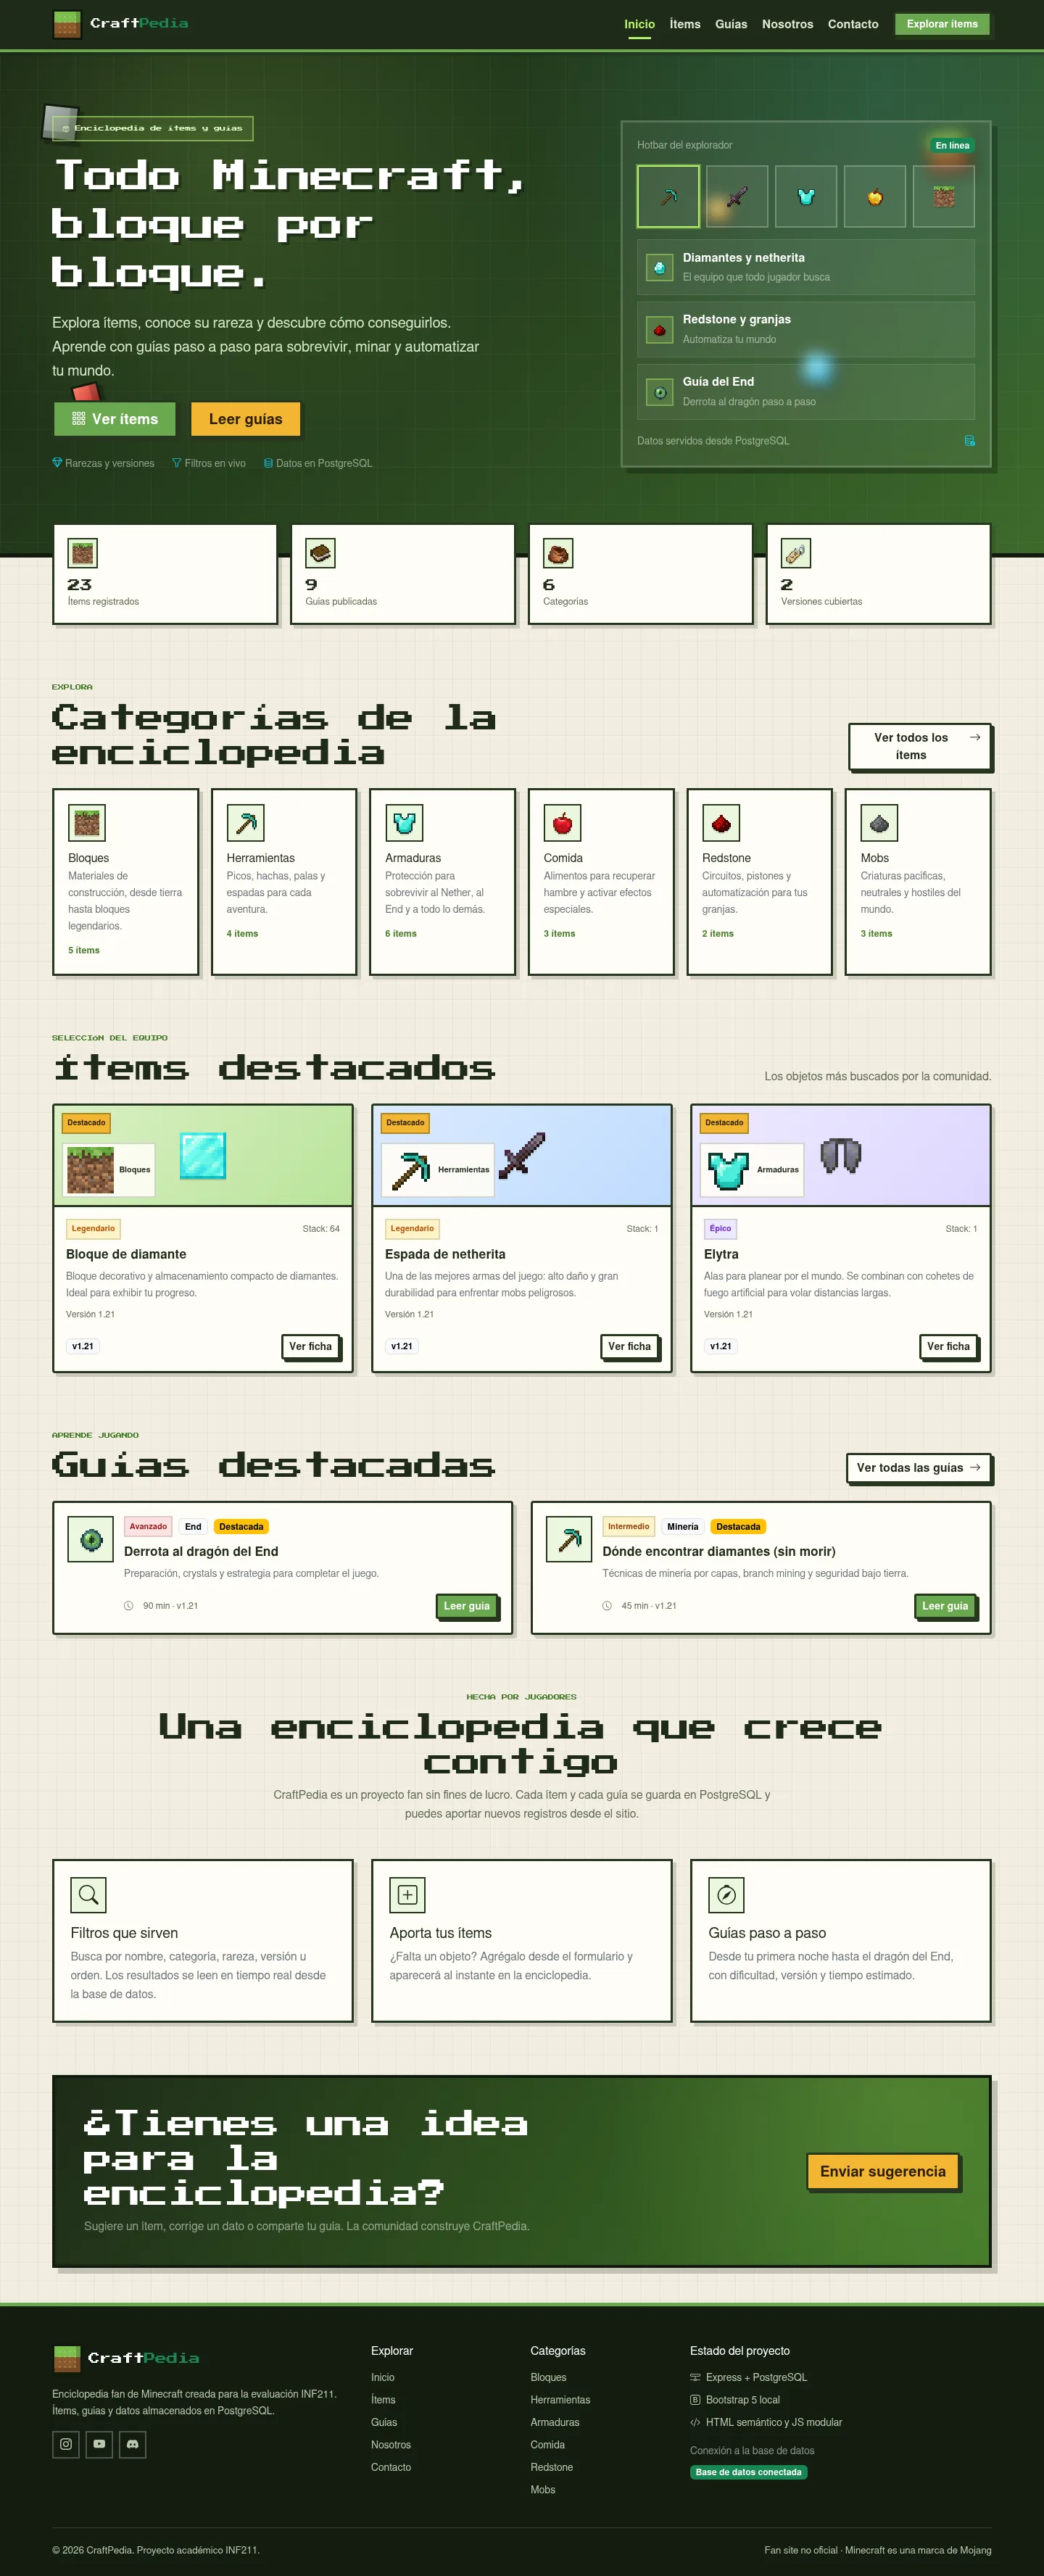 CraftPedia
Inicio Ítems Guías Nosotros Contacto Explorar ítems
Enciclopedia de ítems y guías
Todo Minecraft,
bloque por
bloque.
Explora ítems, conoce su rareza y descubre cómo conseguirlos.
Aprende con guías paso a paso para sobrevivir, minar y automatizar
tu mundo.
Ver ítems Leer guías
Rarezas y versiones Filtros en vivo Datos en PostgreSQL
Hotbar del explorador En línea
Diamantes y netherita
El equipo que todo jugador busca
Redstone y granjas
Automatiza tu mundo
Guía del End
Derrota al dragón paso a paso
Datos servidos desde PostgreSQL
23
Ítems registrados
9
Guías publicadas
6
Categorías
2
Versiones cubiertas
EXPLORA
Categorías de la
enciclopedia
Ver todos los
ítems
Bloques
Materiales de
construcción, desde tierra
hasta bloques
legendarios.
5 ítems
Herramientas
Picos, hachas, palas y
espadas para cada
aventura.
4 ítems
Armaduras
Protección para
sobrevivir al Nether, al
End y a todo lo demás.
6 ítems
Comida
Alimentos para recuperar
hambre y activar efectos
especiales.
3 ítems
Redstone
Circuitos, pistones y
automatización para tus
granjas.
2 ítems
Mobs
Criaturas pacíficas,
neutrales y hostiles del
mundo.
3 ítems
SELECCIóN DEL EQUIPO
ítems destacados
Los objetos más buscados por la comunidad.
Destacado
Bloques
Legendario Stack: 64
Bloque de diamante
Bloque decorativo y almacenamiento compacto de diamantes.
Ideal para exhibir tu progreso.
Versión 1.21
v1.21 Ver ficha
Destacado
Herramientas
Legendario Stack: 1
Espada de netherita
Una de las mejores armas del juego: alto daño y gran
durabilidad para enfrentar mobs peligrosos.
Versión 1.21
v1.21 Ver ficha
Destacado
Armaduras
Épico Stack: 1
Elytra
Alas para planear por el mundo. Se combinan con cohetes de
fuego artificial para volar distancias largas.
Versión 1.21
v1.21 Ver ficha
APRENDE JUGANDO
Guías destacadas
Ver todas las guías
Avanzado End Destacada
Derrota al dragón del End
Preparación, crystals y estrategia para completar el juego.
90 min · v1.21 Leer guía
Intermedio Minería Destacada
Dónde encontrar diamantes (sin morir)
Técnicas de minería por capas, branch mining y seguridad bajo tierra.
45 min · v1.21 Leer guía
HECHA POR JUGADORES
Una enciclopedia que crece
contigo
CraftPedia es un proyecto fan sin fines de lucro. Cada ítem y cada guía se guarda en PostgreSQL y
puedes aportar nuevos registros desde el sitio.
Filtros que sirven
Busca por nombre, categoría, rareza, versión u
orden. Los resultados se leen en tiempo real desde
la base de datos.
Aporta tus ítems
¿Falta un objeto? Agrégalo desde el formulario y
aparecerá al instante en la enciclopedia.
Guías paso a paso
Desde tu primera noche hasta el dragón del End,
con dificultad, versión y tiempo estimado.
¿Tienes una idea
para la
enciclopedia?
Sugiere un ítem, corrige un dato o comparte tu guía. La comunidad construye CraftPedia.
Enviar sugerencia
CraftPedia
Enciclopedia fan de Minecraft creada para la evaluación INF211.
Ítems, guías y datos almacenados en PostgreSQL.
Explorar
Inicio
Ítems
Guías
Nosotros
Contacto
Categorías
Bloques
Herramientas
Armaduras
Comida
Redstone
Mobs
Estado del proyecto
Express + PostgreSQL
Bootstrap 5 local
HTML semántico y JS modular
Conexión a la base de datos
Base de datos conectada
© 2026 CraftPedia. Proyecto académico INF211.
Fan site no oficial · Minecraft es una marca de Mojang